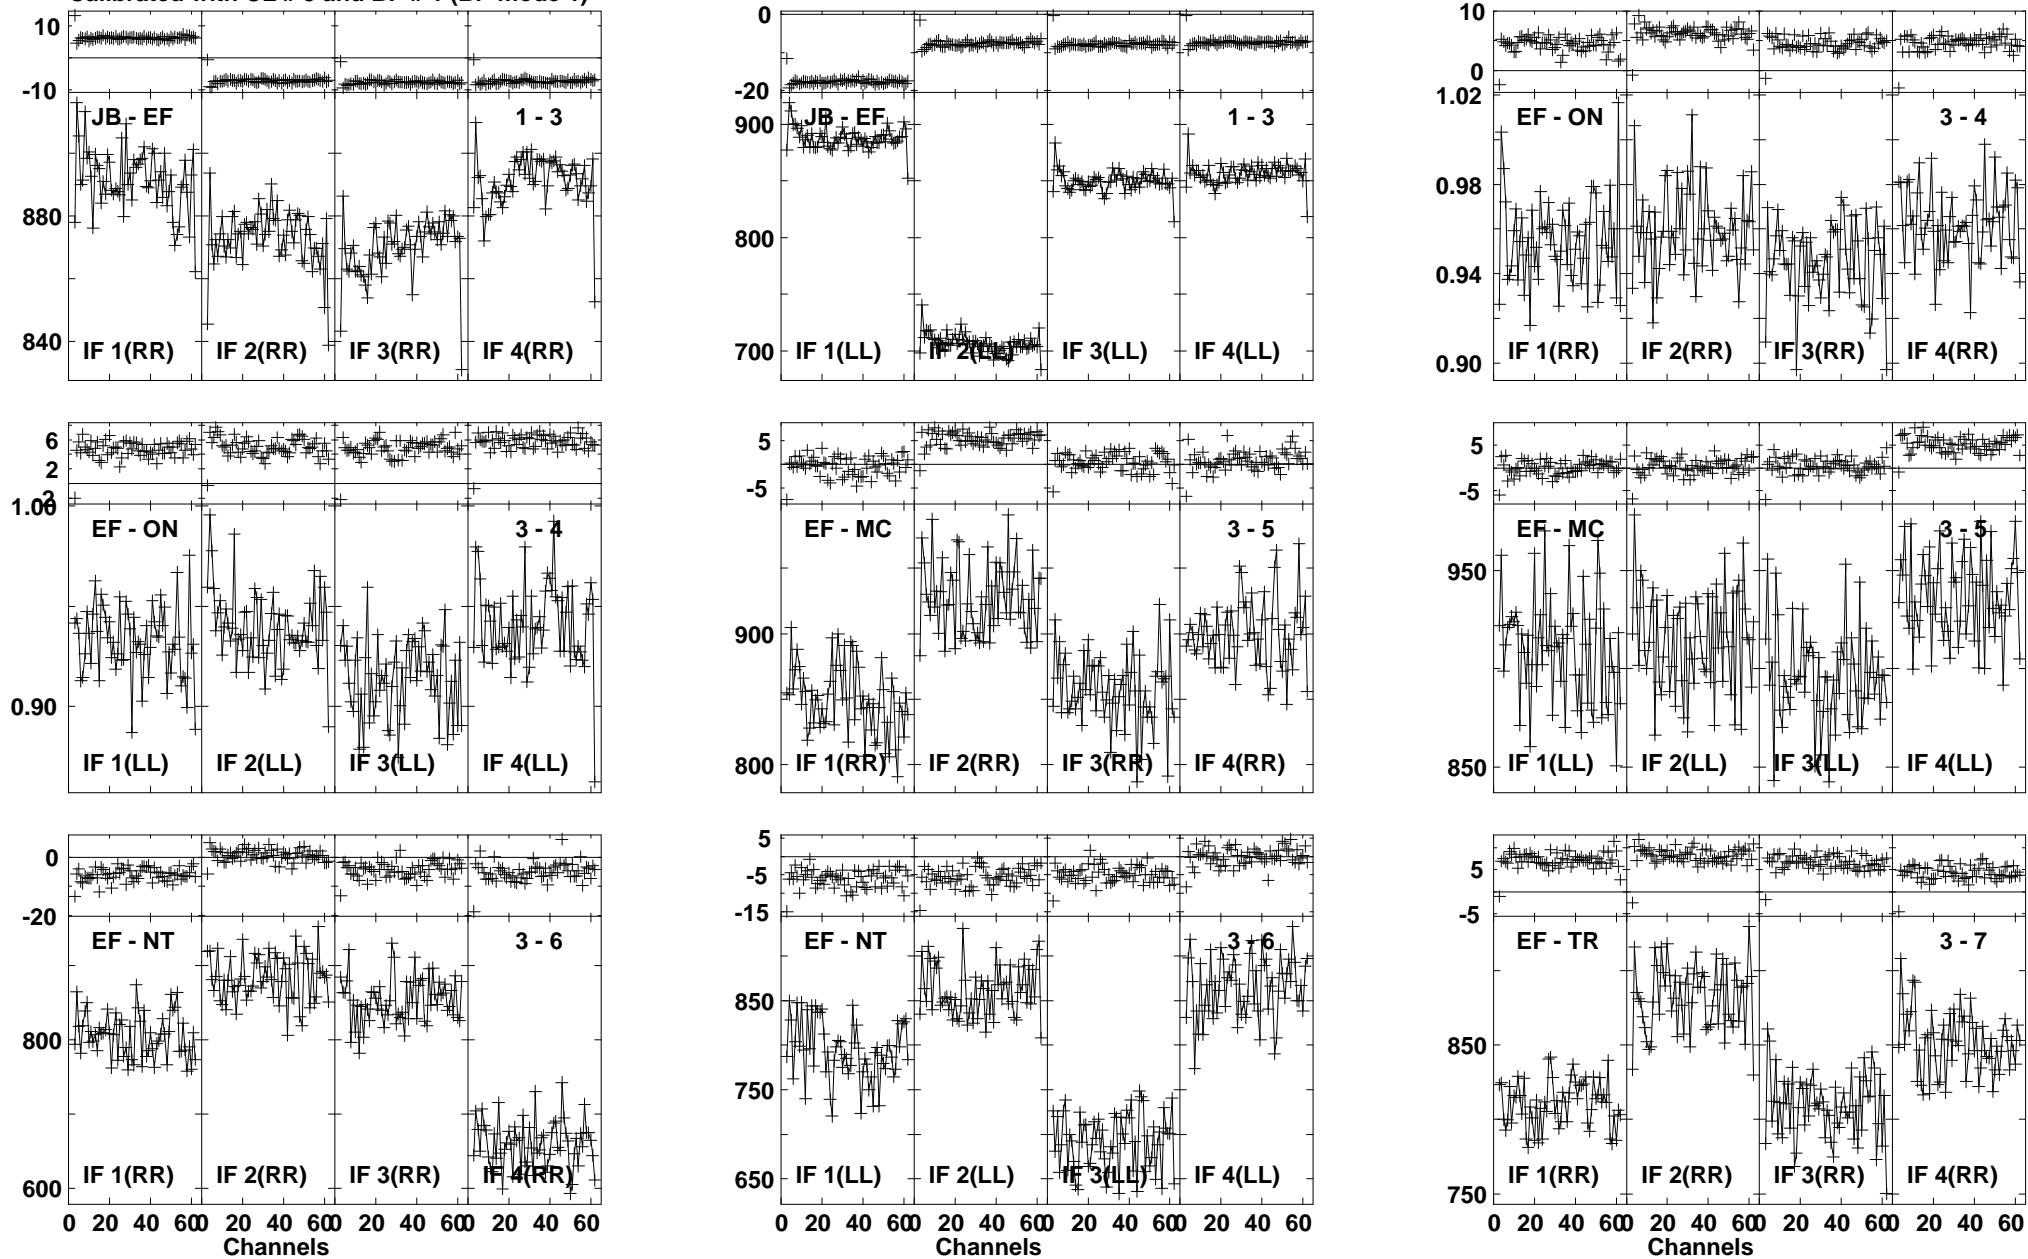 10
-10
JB - EF
1 - 3
880
840
IF 1(RR)
IF 2(RR)
IF 3(RR)
IF 4(RR)
0
-20
900
JB - EF
1 - 3
800
700
IF 1(LL)
IF 2(LL)
IF 3(LL)
IF 4(LL)
10
0
1.02
EF - ON
3 - 4
0.98
0.94
0.90
IF 1(RR)
IF 2(RR)
IF 3(RR)
IF 4(RR)
6
2
-2
1.00
EF - ON
3 - 4
0.90
IF 1(LL)
IF 2(LL)
IF 3(LL)
IF 4(LL)
5
-5
EF - MC
3 - 5
900
800
IF 1(RR)
IF 2(RR)
IF 3(RR)
IF 4(RR)
5
-5
EF - MC
3 - 5
950
850
IF 1(LL)
IF 2(LL)
IF 3(LL)
IF 4(LL)
0
-20
EF - NT
3 - 6
800
600
IF 1(RR)
IF 2(RR)
IF 3(RR)
IF 4(RR)
0 20 40 60 0 20 40 60 0 20 40 60 0 20 40 60
Channels
5
-5
-15
EF - NT
3 - 6
850
750
650
IF 1(LL)
IF 2(LL)
IF 3(LL)
IF 4(LL)
0 20 40 60 0 20 40 60 0 20 40 60 0 20 40 60
Channels
5
-5
EF - TR
3 - 7
850
750
IF 1(RR)
IF 2(RR)
IF 3(RR)
IF 4(RR)
0 20 40 60 0 20 40 60 0 20 40 60 0 20 40 60
Channels